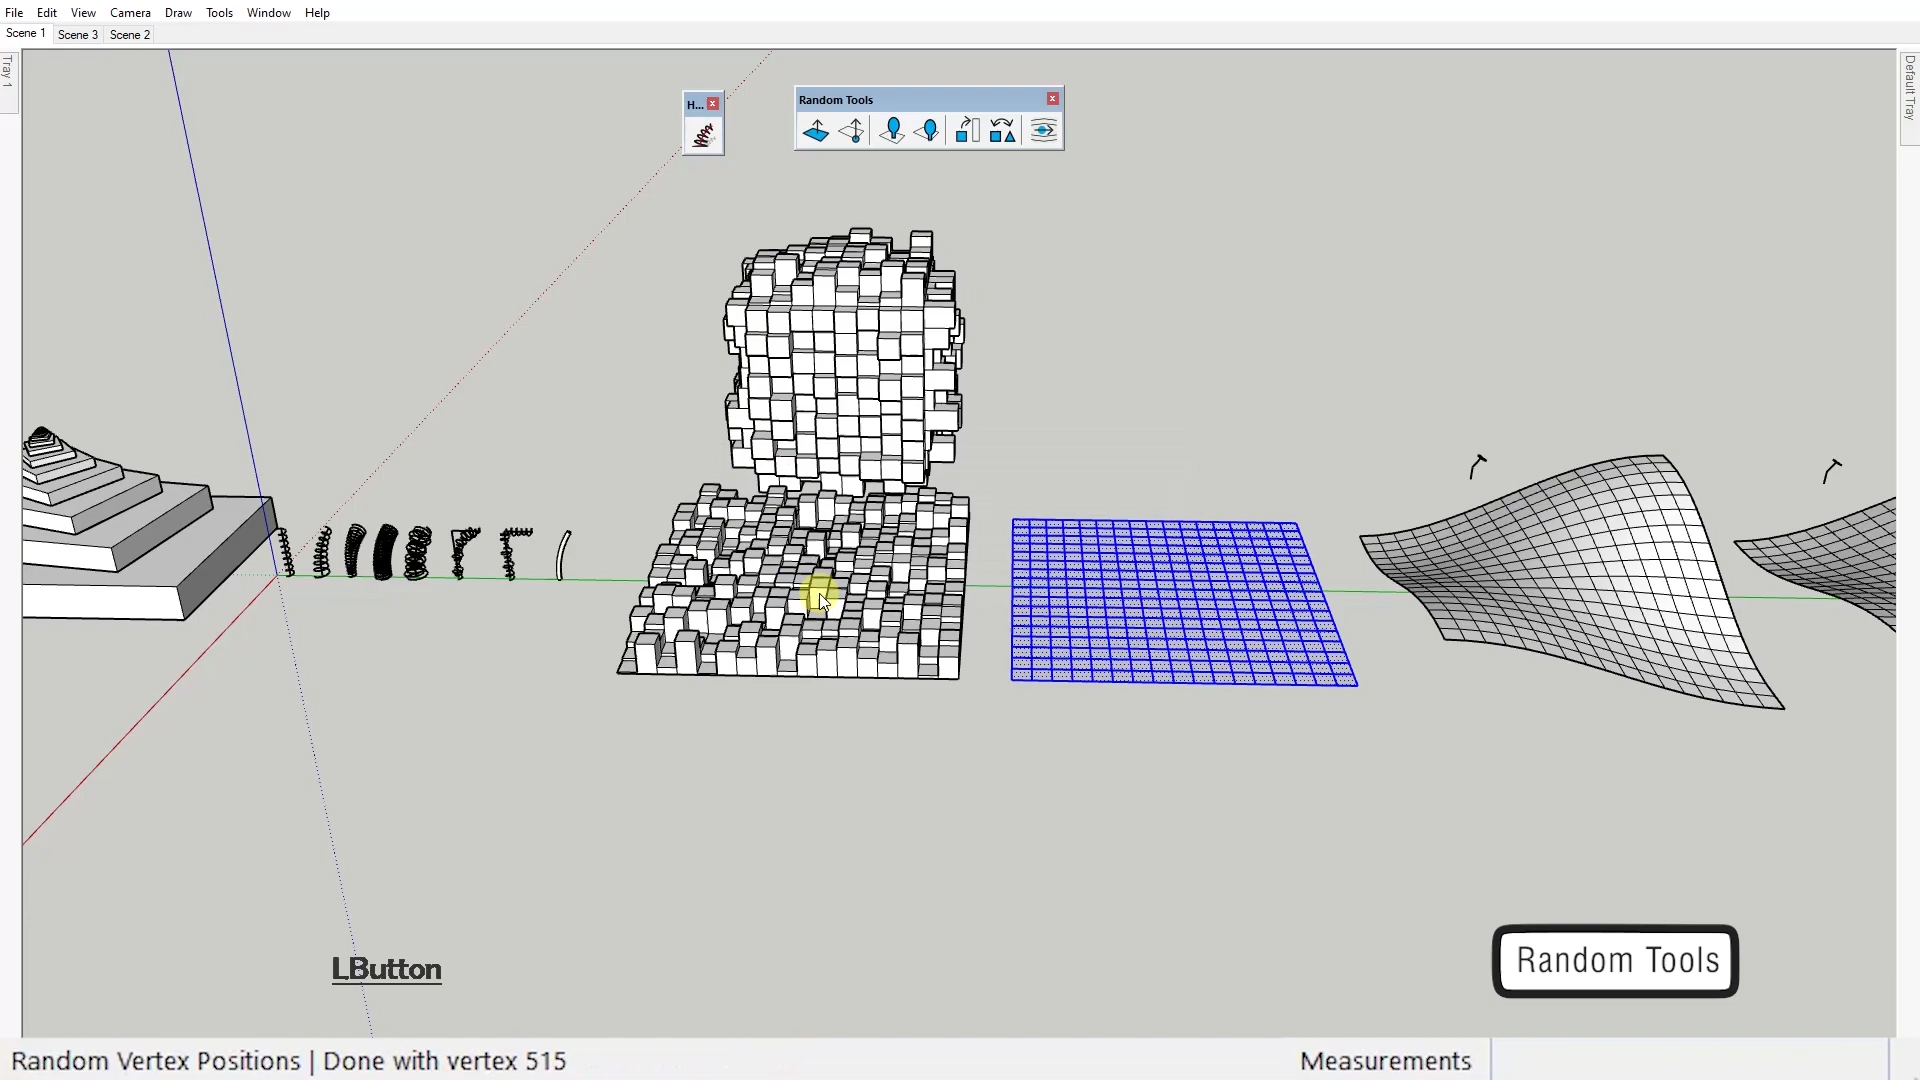 File Edit View Camera Draw Tools Window Help
Scene 1 Scene 3 Scene 2
Tray 1
Default Tray
H...
Random Tools
LButton
Random Tools
Random Vertex Positions | Done with vertex 515
Measurements